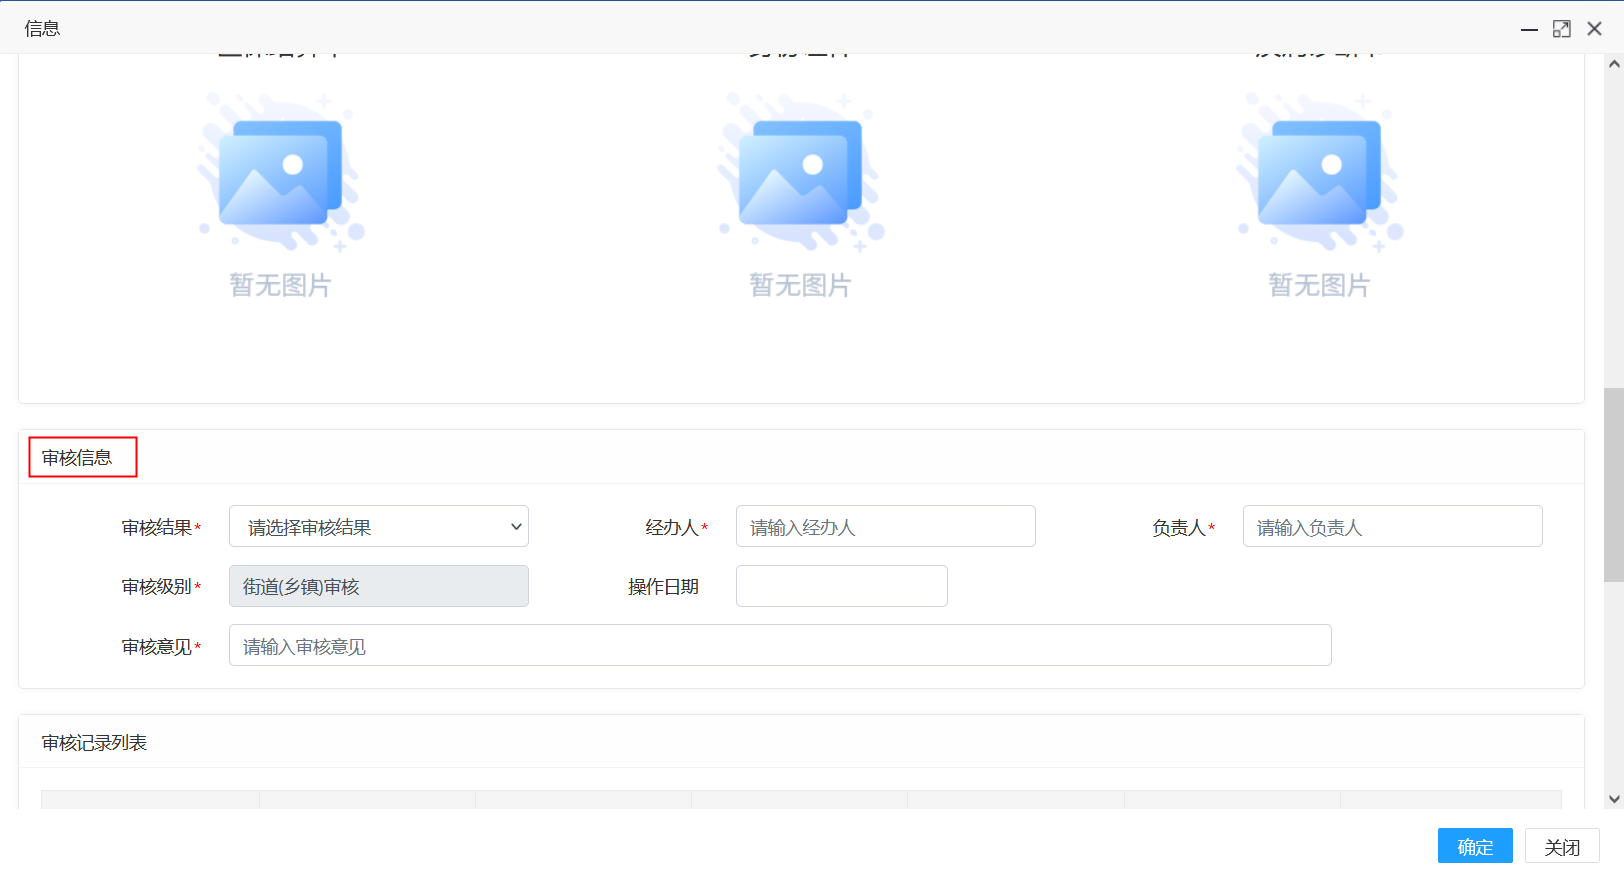 信息
暂无图片 暂无图片 暂无图片
审核信息
审核结果* 请选择审核结果 经办人* 请输入经办人 负责人* 请输入负责人
审核级别* 街道(乡镇)审核 操作日期
审核意见* 请输入审核意见
审核记录列表
确定 关闭